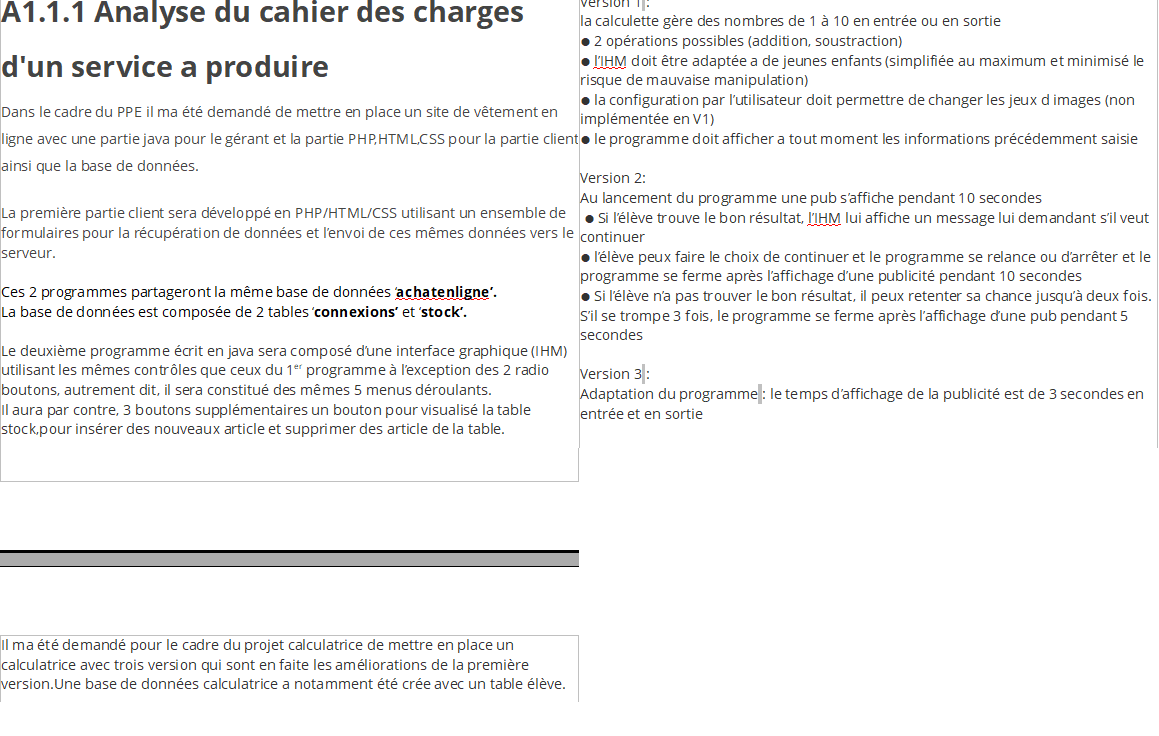 A1.1.1 Analyse du cahier des charges
d'un service a produire
Dans le cadre du PPE il ma été demandé de mettre en place un site de vêtement en
ligne avec une partie java pour le gérant et la partie PHP,HTML,CSS pour la partie client
ainsi que la base de données.
La première partie client sera développé en PHP/HTML/CSS utilisant un ensemble de
formulaires pour la récupération de données et l’envoi de ces mêmes données vers le
serveur.
Ces 2 programmes partageront la même base de données ‘achatenligne’.
La base de données est composée de 2 tables ‘connexions’ et ‘stock’.
Le deuxième programme écrit en java sera composé d’une interface graphique (IHM)
utilisant les mêmes contrôles que ceux du 1er programme à l’exception des 2 radio
boutons, autrement dit, il sera constitué des mêmes 5 menus déroulants.
Il aura par contre, 3 boutons supplémentaires un bouton pour visualisé la table
stock,pour insérer des nouveaux article et supprimer des article de la table.
Il ma été demandé pour le cadre du projet calculatrice de mettre en place un
calculatrice avec trois version qui sont en faite les améliorations de la première
version.Une base de données calculatrice a notamment été crée avec un table élève.
Version 1 :
la calculette gère des nombres de 1 à 10 en entrée ou en sortie
● 2 opérations possibles (addition, soustraction)
● l’IHM doit être adaptée a de jeunes enfants (simplifiée au maximum et minimisé le
risque de mauvaise manipulation)
● la configuration par l’utilisateur doit permettre de changer les jeux d images (non
implémentée en V1)
● le programme doit afficher a tout moment les informations précédemment saisie
Version 2:
Au lancement du programme une pub s’affiche pendant 10 secondes
● Si l’élève trouve le bon résultat, l’IHM lui affiche un message lui demandant s’il veut
continuer
● l’élève peux faire le choix de continuer et le programme se relance ou d’arrêter et le
programme se ferme après l’affichage d’une publicité pendant 10 secondes
● Si l’élève n’a pas trouver le bon résultat, il peux retenter sa chance jusqu’à deux fois.
S’il se trompe 3 fois, le programme se ferme après l’affichage d’une pub pendant 5
secondes
Version 3 :
Adaptation du programme : le temps d’affichage de la publicité est de 3 secondes en
entrée et en sortie